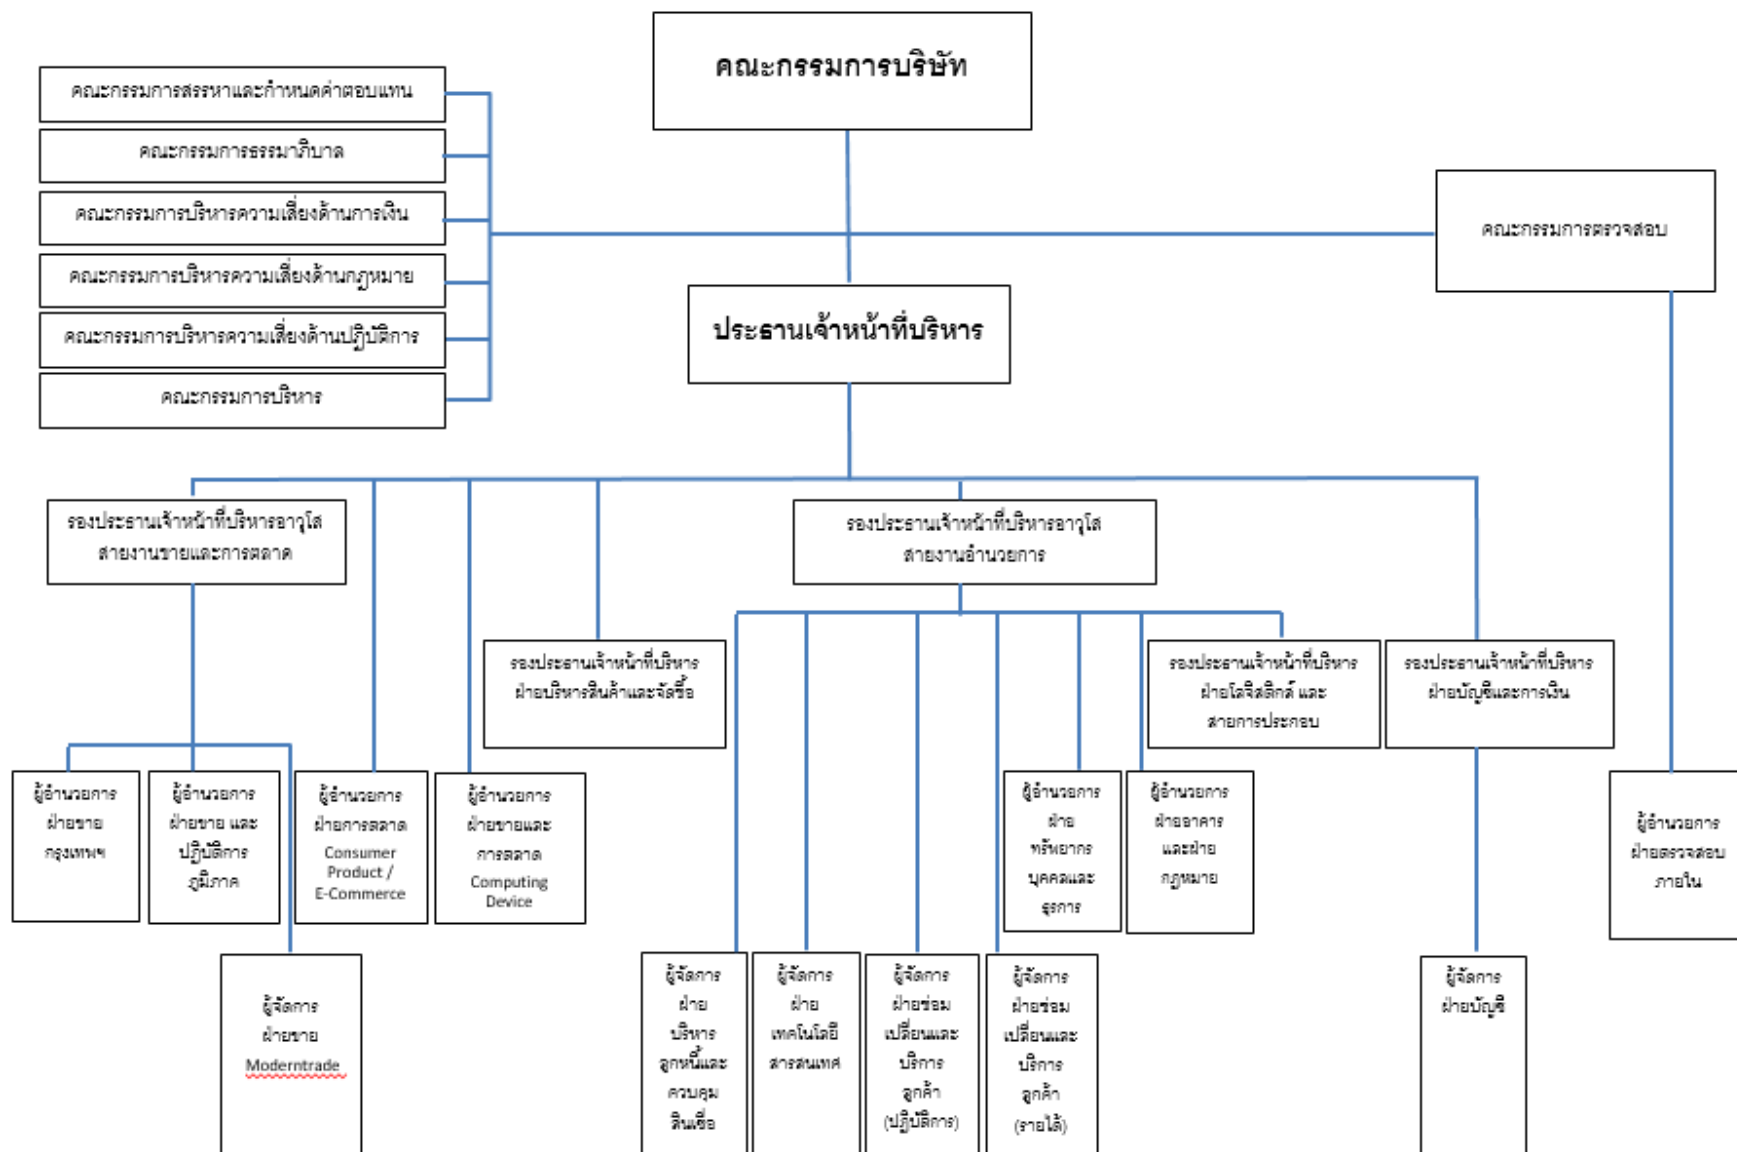 คณะกรรมการบริษัท
คณะกรรมการสรรหาและกำหนดค่าตอบแทน
คณะกรรมการธรรมาภิบาล
คณะกรรมการบริหารความเสี่ยงด้านการเงิน
คณะกรรมการบริหารความเสี่ยงด้านกฎหมาย
คณะกรรมการบริหารความเสี่ยงด้านปฏิบัติการ
คณะกรรมการบริหาร
คณะกรรมการตรวจสอบ
ประธานเจ้าหน้าที่บริหาร
รองประธานเจ้าหน้าที่บริหารอาวุโส
สายงานขายและการตลาด
รองประธานเจ้าหน้าที่บริหารอาวุโส
สายงานอำนวยการ
รองประธานเจ้าหน้าที่บริหาร
ฝ่ายบริหารสินค้าและจัดซื้อ
รองประธานเจ้าหน้าที่บริหาร
ฝ่ายโลจิสติกส์ และ
สายการประกอบ
รองประธานเจ้าหน้าที่บริหาร
ฝ่ายบัญชีและการเงิน
ผู้อำนวยการ
ฝ่ายขาย
กรุงเทพฯ
ผู้อำนวยการ
ฝ่ายขาย และ
ปฏิบัติการ
ภูมิภาค
ผู้อำนวยการ
ฝ่ายการตลาด
Consumer
Product /
E-Commerce
ผู้อำนวยการ
ฝ่ายขายและ
การตลาด
Computing
Device
ผู้อำนวยการ
ฝ่าย
ทรัพยากร
บุคคลและ
ธุรการ
ผู้อำนวยการ
ฝ่ายอาคาร
และฝ่าย
กฎหมาย
ผู้อำนวยการ
ฝ่ายตรวจสอบ
ภายใน
ผู้จัดการ
ฝ่ายขาย
Moderntrade
ผู้จัดการ
ฝ่าย
บริหาร
ลูกหนี้และ
ควบคุม
สินเชื่อ
ผู้จัดการ
ฝ่าย
เทคโนโลยี
สารสนเทศ
ผู้จัดการ
ฝ่ายซ่อม
เปลี่ยนและ
บริการ
ลูกค้า
(ปฏิบัติการ)
ผู้จัดการ
ฝ่ายซ่อม
เปลี่ยนและ
บริการ
ลูกค้า
(รายได้)
ผู้จัดการ
ฝ่ายบัญชี